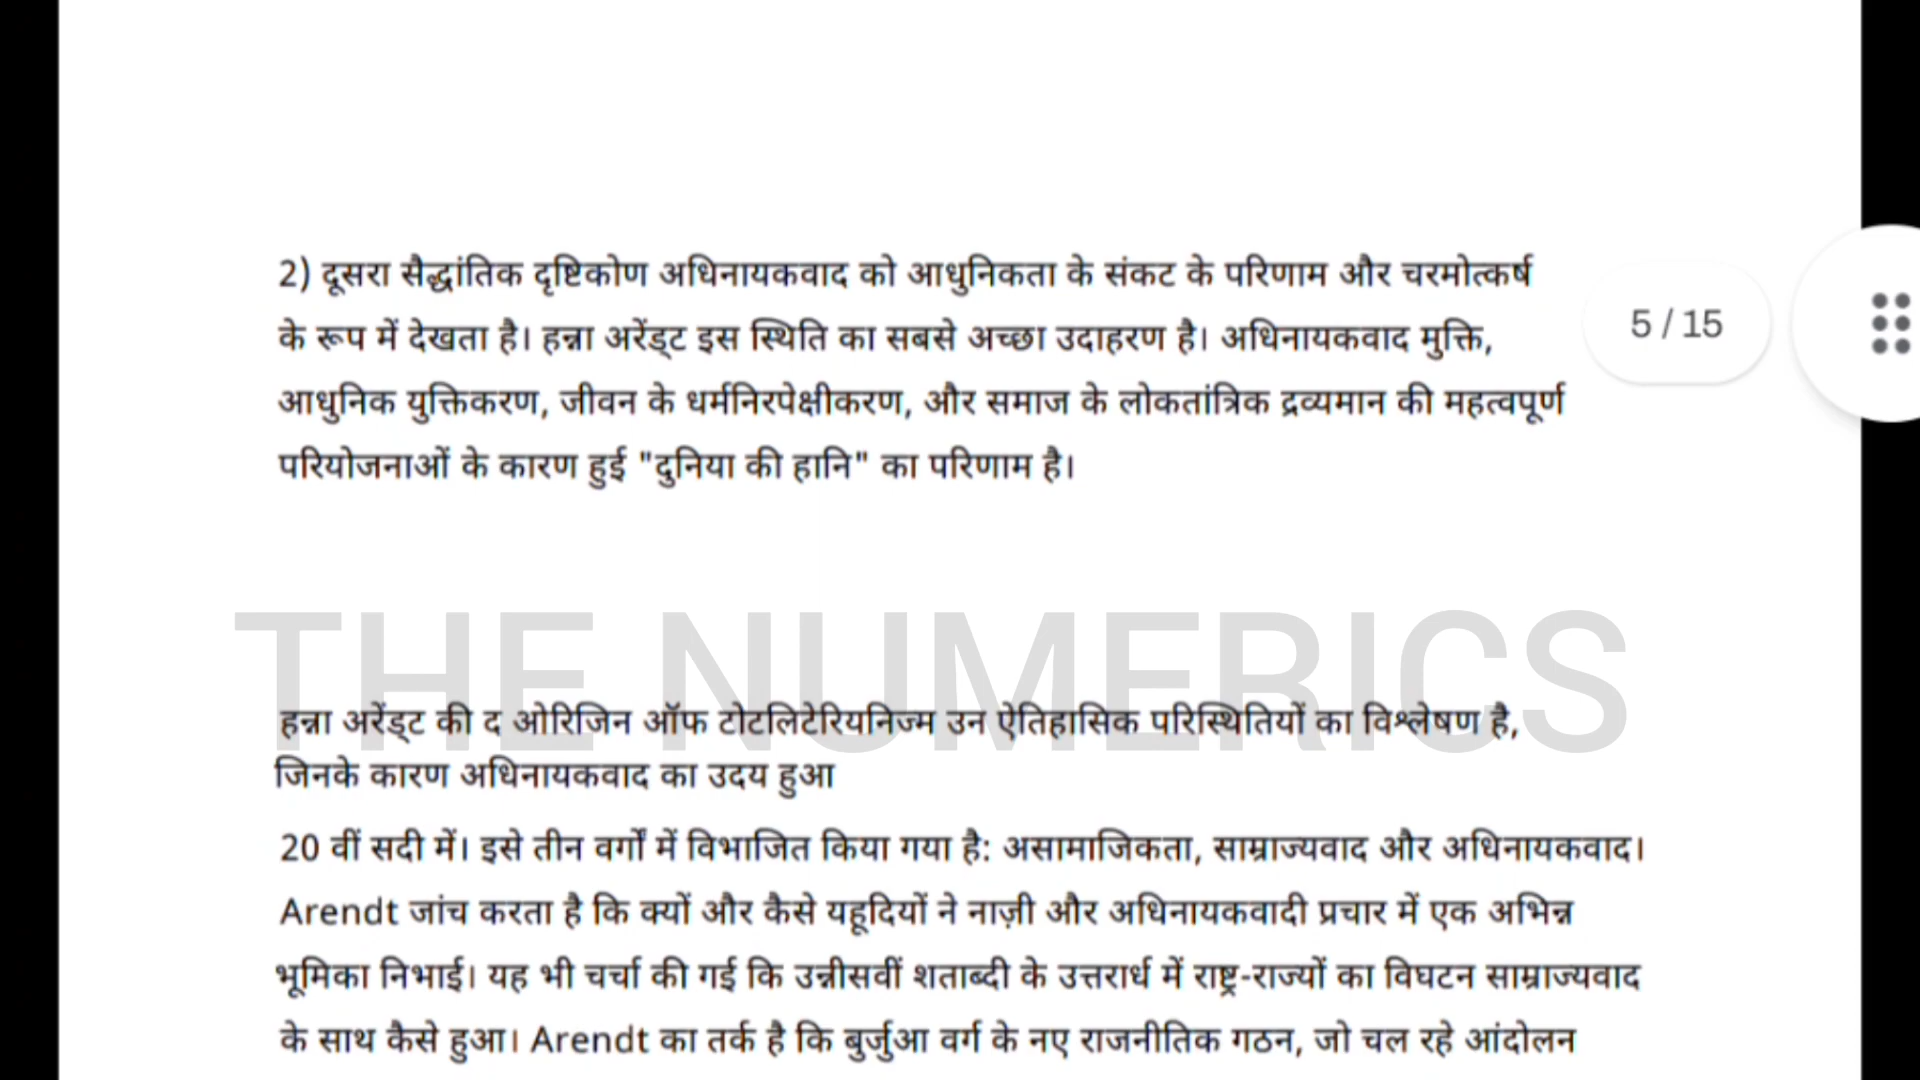 2) दूसरा सैद्धांतिक दृष्टिकोण अधिनायकवाद को आधुनिकता के संकट के परिणाम और चरमोत्कर्ष
के रूप में देखता है। हन्ना अरेंड्ट इस स्थिति का सबसे अच्छा उदाहरण है। अधिनायकवाद मुक्ति,
5 / 15
आधुनिक युक्तिकरण, जीवन के धर्मनिरपेक्षीकरण, और समाज के लोकतांत्रिक द्रव्यमान की महत्वपूर्ण
परियोजनाओं के कारण हुई "दुनिया की हानि" का परिणाम है।
THE NUMERICS
हन्ना अरेंड्ट की द ओरिजिन ऑफ टोटलिटेरियनिज्म उन ऐतिहासिक परिस्थितियों का विश्लेषण है,
जिनके कारण अधिनायकवाद का उदय हुआ
20 वीं सदी में। इसे तीन वर्गों में विभाजित किया गया है: असामाजिकता, साम्राज्यवाद और अधिनायकवाद।
Arendt जांच करता है कि क्यों और कैसे यहूदियों ने नाज़ी और अधिनायकवादी प्रचार में एक अभिन्न
भूमिका निभाई। यह भी चर्चा की गई कि उन्नीसवीं शताब्दी के उत्तरार्ध में राष्ट्र-राज्यों का विघटन साम्राज्यवाद
के साथ कैसे हुआ। Arendt का तर्क है कि बुर्जुआ वर्ग के नए राजनीतिक गठन, जो चल रहे आंदोलन